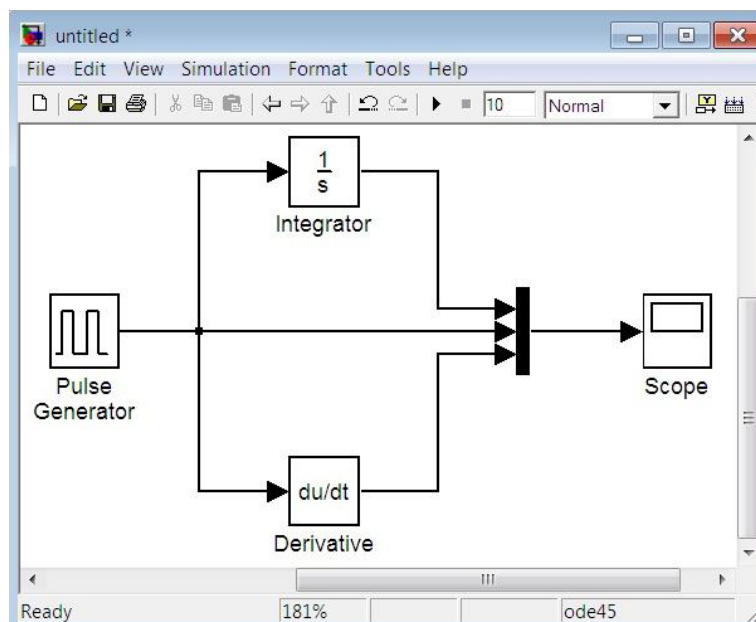 untitled *
File Edit View Simulation Format Tools Help
10 Normal
1
s
Integrator
Pulse
Generator
Scope
du/dt
Derivative
Ready 181% ode45